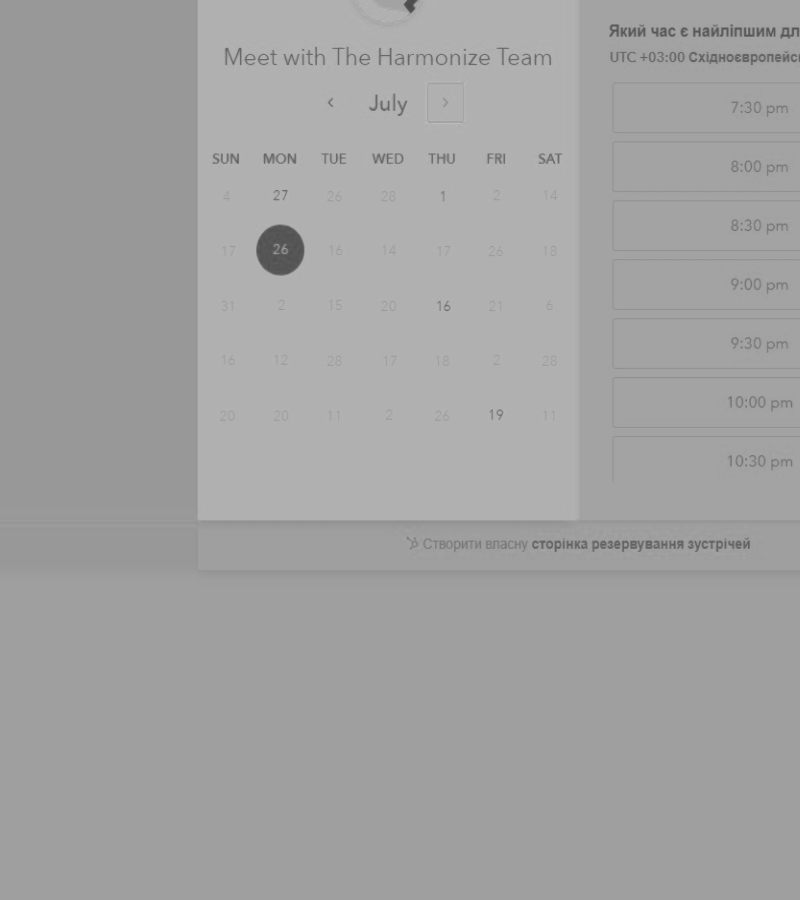 Meet with The Harmonize Team
July
SUN MON TUE WED THU FRI SAT
4 27 26 28 1 2 14
17 26 16 14 17 26 18
31 2 15 20 16 21 6
16 12 28 17 18 2 28
20 20 11 2 26 19 11
Який час є найліпшим
UTC +03:00
7:30 pm
8:00 pm
8:30 pm
9:00 pm
9:30 pm
10:00 pm
10:30 pm
Створити власну сторінка резервування зустрічей